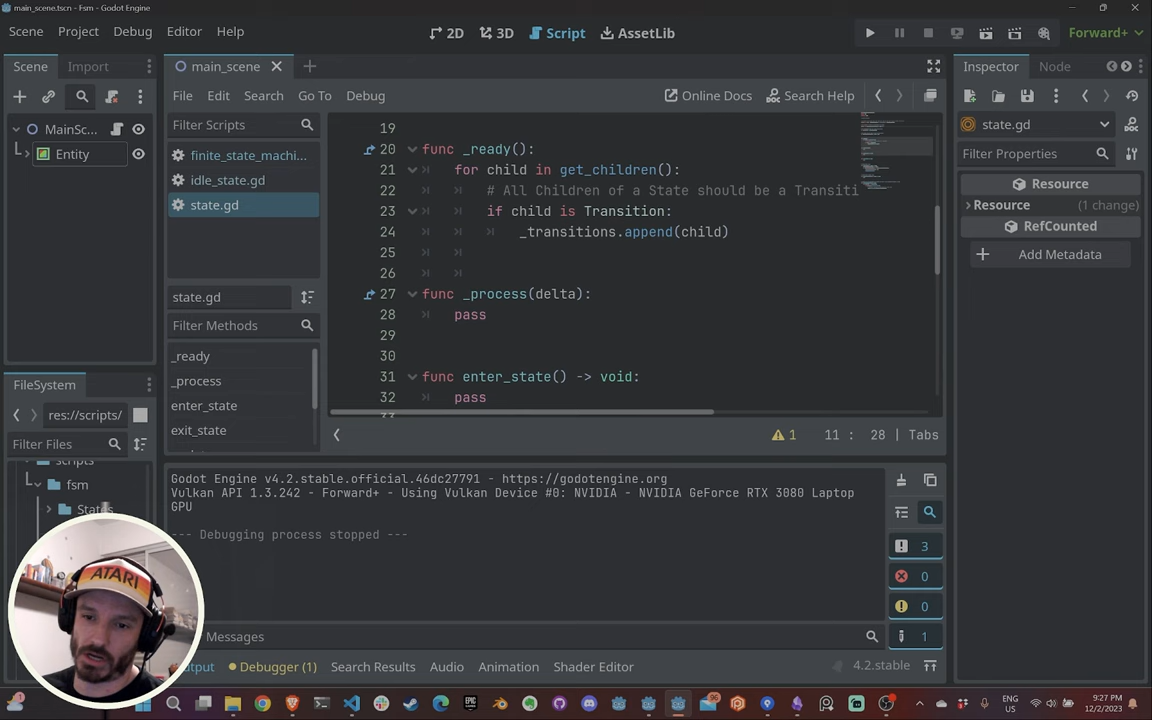 main_scene.tscn - Fsm - Godot Engine
Scene Project Debug Editor Help
2D 3D Script AssetLib
Forward+
Scene Import
main_scene
Inspector Node
File Edit Search Go To Debug
Online Docs Search Help
MainSc...
Entity
Filter Scripts
finite_state_machi...
idle_state.gd
state.gd
state.gd
Filter Methods
_ready
_process
enter_state
exit_state
19
20 func _ready():
21 for child in get_children():
22 # All Children of a State should be a Transiti
23 if child is Transition:
24 _transitions.append(child)
25
26
27 func _process(delta):
28 pass
29
30
31 func enter_state() -> void:
32 pass
1 11 : 28 | Tabs
state.gd
Filter Properties
Resource
Resource (1 change)
RefCounted
Add Metadata
FileSystem
res://scripts/
Filter Files
scripts
fsm
States
Godot Engine v4.2.stable.official.46dc27791 - https://godotengine.org
Vulkan API 1.3.242 - Forward+ - Using Vulkan Device #0: NVIDIA - NVIDIA GeForce RTX 3080 Laptop
GPU
--- Debugging process stopped ---
3
0
0
1
Messages
Debugger (1) Search Results Audio Animation Shader Editor
4.2.stable
ATARI
ENG
US
9:27 PM
12/2/2023